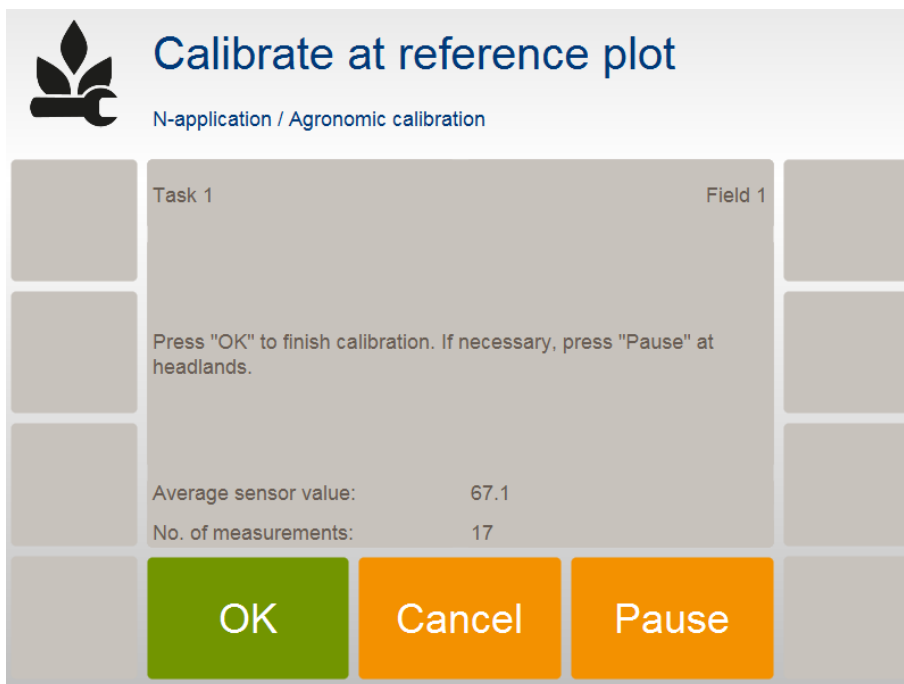 Calibrate at reference plot
N-application / Agronomic calibration
Task 1 Field 1
Press "OK" to finish calibration. If necessary, press "Pause" at
headlands.
Average sensor value: 67.1
No. of measurements: 17
OK Cancel Pause